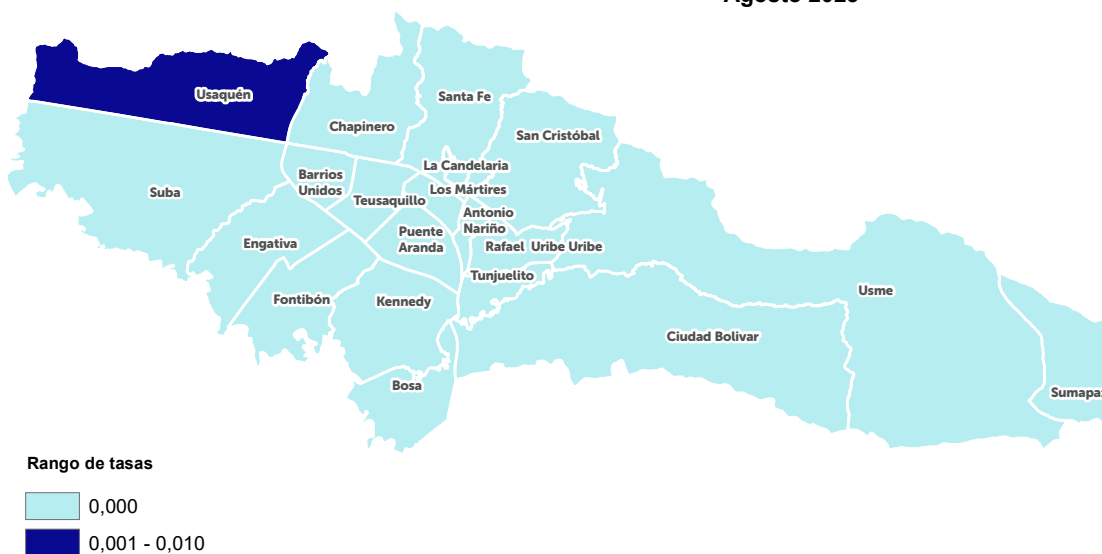 Agosto
Usaquén
Santa Fe
Chapinero
San Cristóbal
La Candelaria
Barrios
Unidos
Suba
Los Mártires
Teusaquillo
Antonio
Nariño
Puente
Aranda
Engativa
Rafael Uribe Uribe
Tunjuelito
Usme
Fontibón
Kennedy
Ciudad Bolivar
Bosa
Sumapaz
Rango de tasas
0,000
0,001 - 0,010